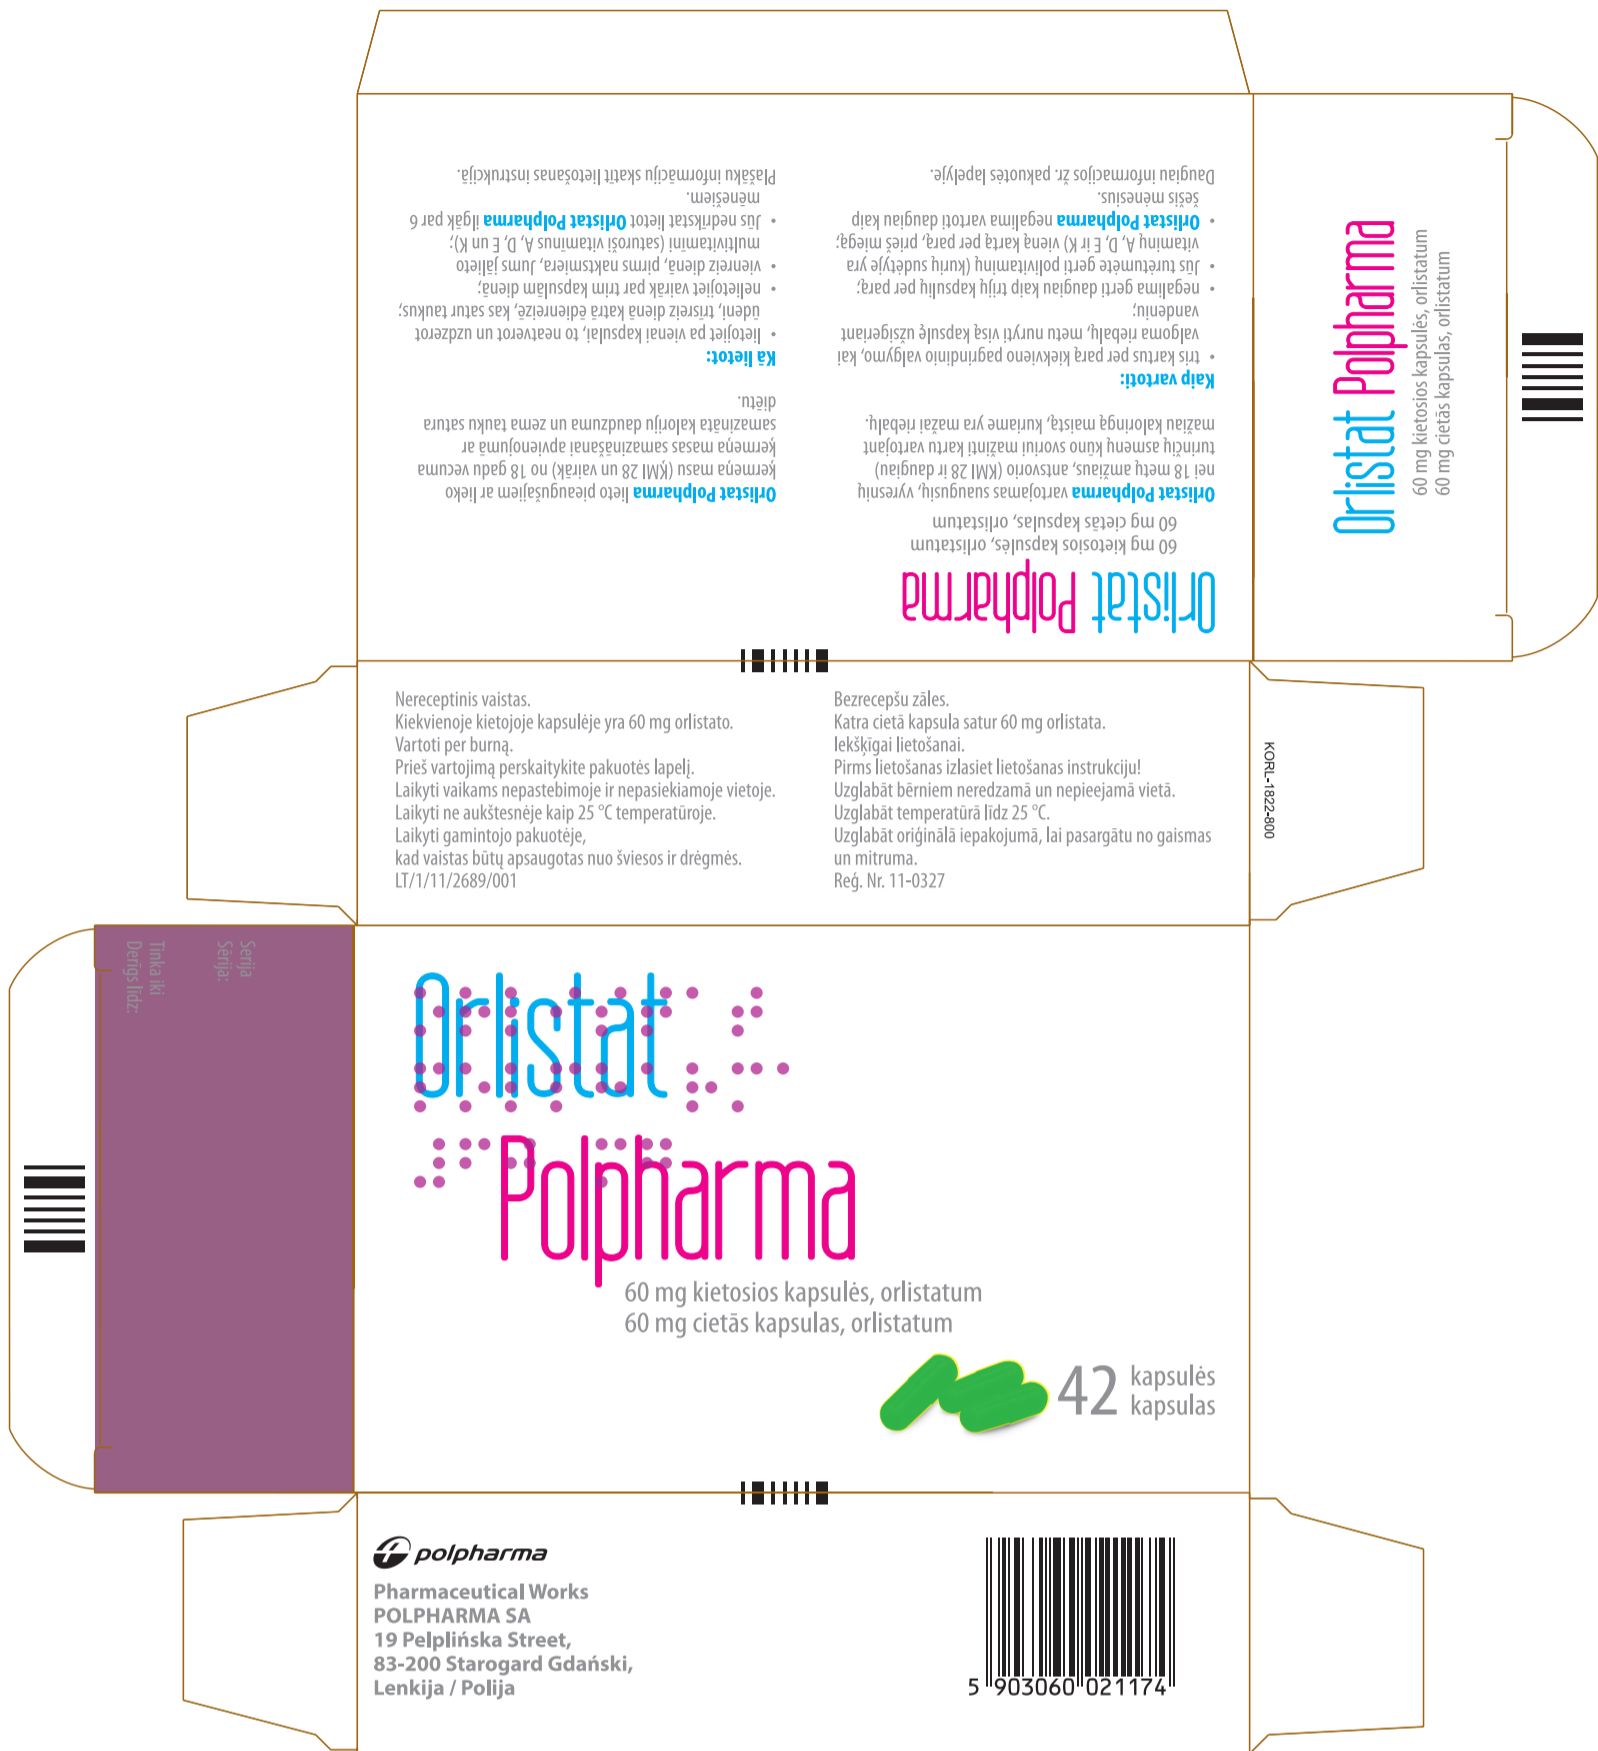 Plašāku informāciju skatīt lietošanas instrukcijā.
mēnešiem.
• Jūs nedrīkstat lietot Orlistat Polpharma ilgāk par 6
multivitamīni (saturoši vitamīnus A, D, E un K);
• vienreiz dienā, pirms naktsmiera, Jums jālieto
• nelietojiet vairāk par trim kapsulām dienā;
ūdeni, trīsreiz dienā katrā ēdienreizē, kas satur taukus;
• lietojiet pa vienai kapsulai, to neatverot un uzdzerot
Kā lietot:
diētu.
samazināta kaloriju daudzuma un zema tauku satura
ķermeņa masas samazināšanai apvienojumā ar
ķermeņa masu (ĶMI 28 un vairāk) no 18 gadu vecuma
Orlistat Polpharma lieto pieaugušajiem ar lieko
Daugiau informacijos žr. pakuotės lapelyje.
šešis mėnesius.
• Orlistat Polpharma negalima vartoti daugiau kaip
vitaminų A, D, E ir K) vieną kartą per parą, prieš miegą;
• Jūs turėtumėte gerti polivitaminų (kurių sudėtyje yra
• negalima gerti daugiau kaip trijų kapsulių per parą;
vandeniu;
valgoma riebalų, metu nuryti visą kapsulę užsigeriant
• tris kartus per parą kiekvieno pagrindinio valgymo, kai
Kaip vartoti:
mažiau kaloringą maistą, kuriame yra mažai riebalų.
turinčių asmenų kūno svoriui mažinti kartu vartojant
nei 18 metų amžiaus, antsvorio (KMI 28 ir daugiau)
Orlistat Polpharma vartojamas suaugusių, vyresnių
60 mg cietās kapsulas, orlistatum
60 mg kietosios kapsulės, orlistatum
Orlistat Polpharma
Orlistat Polpharma
60 mg kietosios kapsulės, orlistatum
60 mg cietās kapsulas, orlistatum
Nereceptinis vaistas.
Kiekvienoje kietojoje kapsulėje yra 60 mg orlistato.
Vartoti per burną.
Prieš vartojimą perskaitykite pakuotės lapelį.
Laikyti vaikams nepastebimoje ir nepasiekiamoje vietoje.
Laikyti ne aukštesnėje kaip 25 °C temperatūroje.
Laikyti gamintojo pakuotėje,
kad vaistas būtų apsaugotas nuo šviesos ir drėgmės.
LT/1/11/2689/001
Bezrecepšu zāles.
Katra cietā kapsula satur 60 mg orlistata.
Iekšķīgai lietošanai.
Pirms lietošanas izlasiet lietošanas instrukciju!
Uzglabāt bērniem neredzamā un nepieejamā vietā.
Uzglabāt temperatūrā līdz 25 °C.
Uzglabāt oriģinālā iepakojumā, lai pasargātu no gaismas
un mitruma.
Reģ. Nr. 11-0327
KORL-1822-800
Serija
Sērija:
Tinka iki
Derīgs līdz:
Orlistat
Polpharma
60 mg kietosios kapsulės, orlistatum
60 mg cietās kapsulas, orlistatum
42 kapsulės
kapsulas
polpharma
Pharmaceutical Works
POLPHARMA SA
19 Pelplińska Street,
83-200 Starogard Gdański,
Lenkija / Polija
5 903060 021174